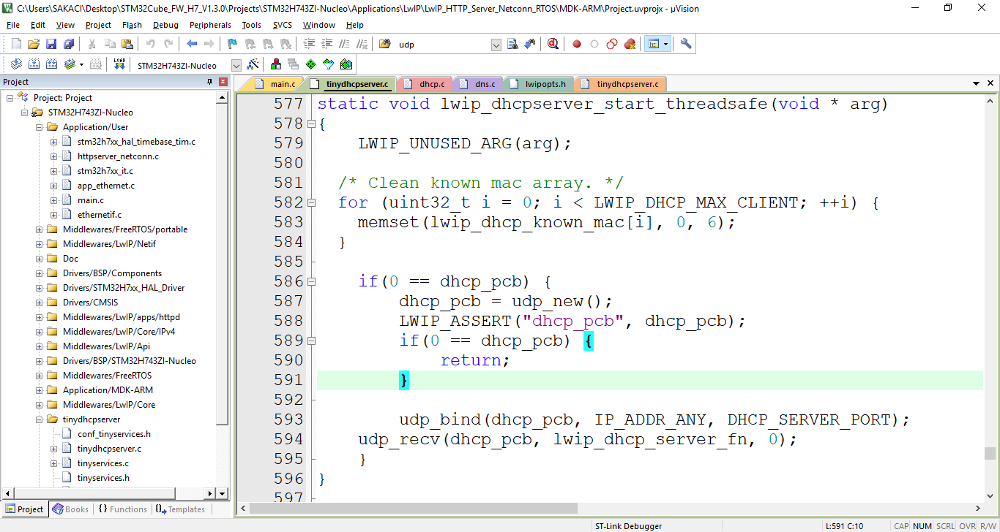 C:\Users\SAKACI\Desktop\STM32Cube_FW_H7_V1.3.0\Projects\STM32H743ZI-Nucleo\Applications\LwIP\LwIP_HTTP_Server_Netconn_RTOS\MDK-ARM\Project.uvprojx - µVision
File Edit View Project Flash Debug Peripherals Tools SVCS Window Help
udp
LOAD STM32H743ZI-Nucleo
Project
main.c tinydhcpserver.c dhcp.c dns.c lwipopts.h tinydhcpserver.c
Project: Project
STM32H743ZI-Nucleo
Application/User
stm32h7xx_hal_timebase_tim.c
httpserver_netconn.c
stm32h7xx_it.c
app_ethernet.c
main.c
ethernetif.c
Middlewares/FreeRTOS/portable
Middlewares/LwIP/Netif
Doc
Drivers/BSP/Components
Drivers/STM32H7xx_HAL_Driver
Drivers/CMSIS
Middlewares/LwIP/apps/httpd
Middlewares/LwIP/Core/IPv4
Middlewares/LwIP/Api
Drivers/BSP/STM32H743ZI-Nucleo
Middlewares/FreeRTOS
Application/MDK-ARM
Middlewares/LwIP/Core
tinydhcpserver
conf_tinyservices.h
tinydhcpserver.c
tinyservices.c
tinyservices.h
Project Books {} Functions Templates
577 static void lwip_dhcpserver_start_threadsafe(void * arg)
578 {
579 LWIP_UNUSED_ARG(arg);
580
581 /* Clean known mac array. */
582 for (uint32_t i = 0; i < LWIP_DHCP_MAX_CLIENT; ++i) {
583 memset(lwip_dhcp_known_mac[i], 0, 6);
584 }
585
586 if(0 == dhcp_pcb) {
587 dhcp_pcb = udp_new();
588 LWIP_ASSERT("dhcp_pcb", dhcp_pcb);
589 if(0 == dhcp_pcb) {
590 return;
591 }
592
593 udp_bind(dhcp_pcb, IP_ADDR_ANY, DHCP_SERVER_PORT);
594 udp_recv(dhcp_pcb, lwip_dhcp_server_fn, 0);
595 }
596 }
597
ST-Link Debugger L:591 C:10 CAP NUM SCRL OVR R/W